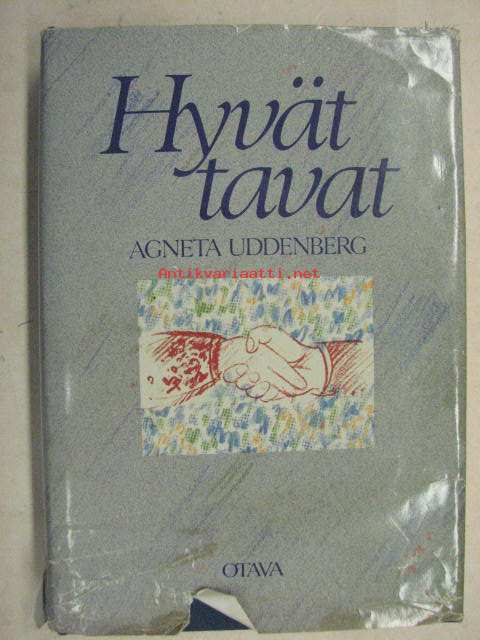 Hyvät
tavat
AGNETA UDDENBERG
Antikvariaatti.net
OTAVA